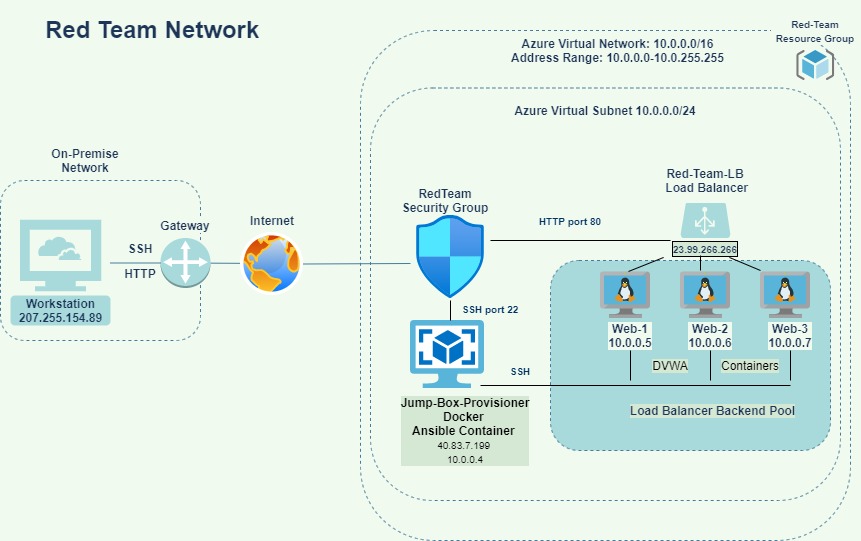 Red Team Network
Red-Team
Resource Group
Azure Virtual Network: 10.0.0.0/16
Address Range: 10.0.0.0-10.0.255.255
Azure Virtual Subnet 10.0.0.0/24
On-Premise
Network
Red-Team-LB
Load Balancer
RedTeam
Security Group
Gateway
Internet
HTTP port 80
SSH
HTTP
23.99.266.266
Workstation
207.255.154.89
SSH port 22
Web-1
10.0.0.5
Web-2
10.0.0.6
Web-3
10.0.0.7
SSH
DVWA
Containers
Jump-Box-Provisioner
Docker
Ansible Container
40.83.7.199
10.0.0.4
Load Balancer Backend Pool